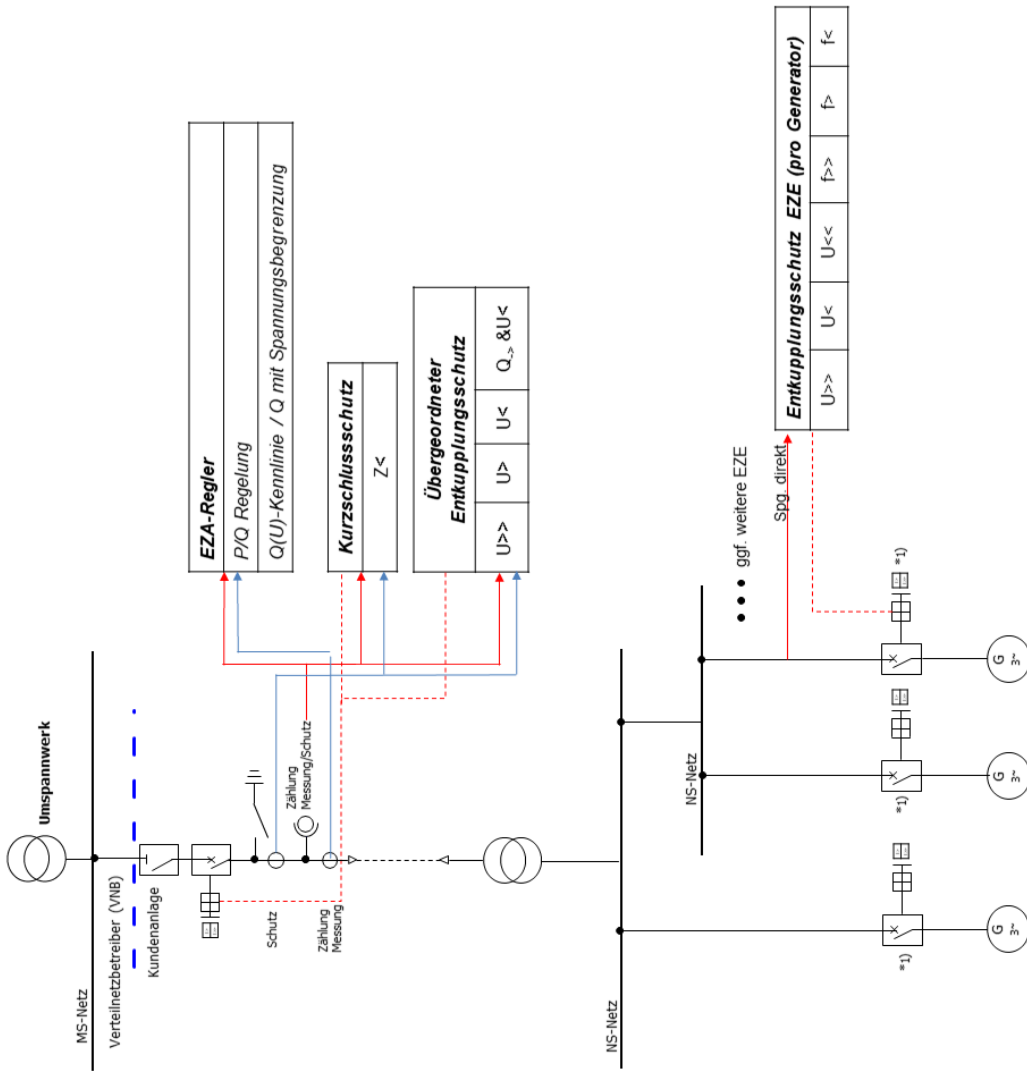 Umspannwerk
MS-Netz
Verteilnetzbetreiber (VNB)
Kundenanlage
Schutz
Zählung
Messung/Schutz
Zählung
Messung
EZA-Regler
P/Q Regelung
Q(U)-Kennlinie / Q mit Spannungsbegrenzung
Kurzschlussschutz
Z<
Übergeordneter
Entkupplungsschutz
U>>
U>
U<
Q-> &U<
NS-Netz
NS-Netz
ggf. weitere EZE
Spg. direkt
Entkupplungsschutz EZE (pro Generator)
U>>
U<
U<<
f>>
f>
f<
*1)
*1)
*1)
G
3~
G
3~
G
3~